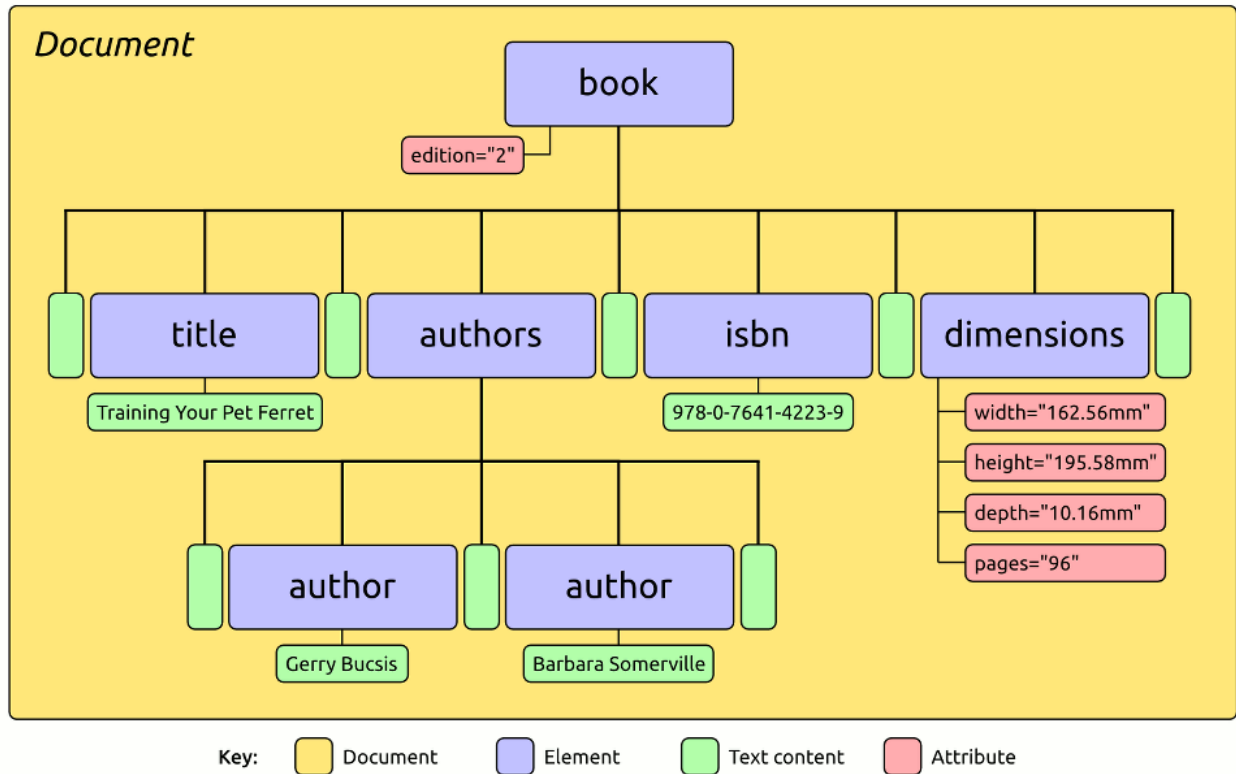 Document
book
edition="2"
title
authors
isbn
dimensions
Training Your Pet Ferret
978-0-7641-4223-9
width="162.56mm"
height="195.58mm"
depth="10.16mm"
pages="96"
author
author
Gerry Bucsis
Barbara Somerville
Key:
Document
Element
Text content
Attribute